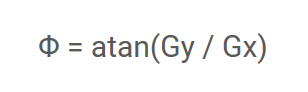 Φ = atan(Gy / Gx)